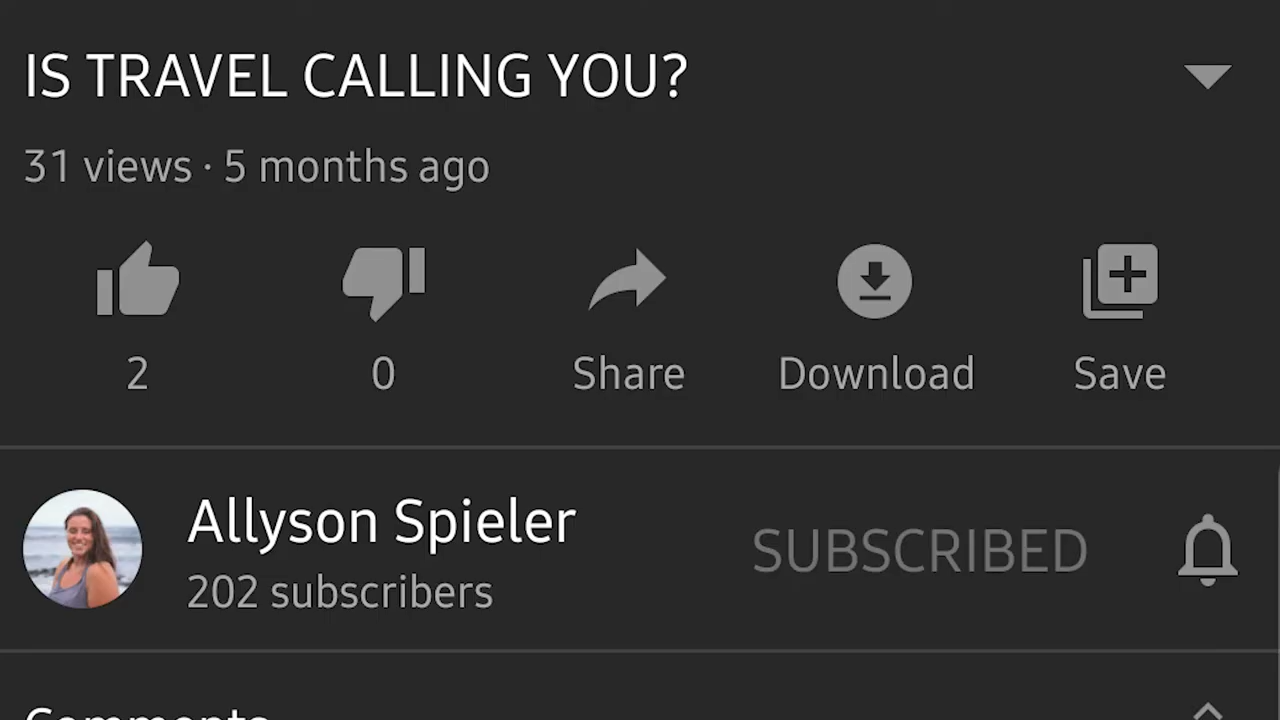 IS TRAVEL CALLING YOU?
31 views · 5 months ago
2
0
Share
Download
Save
Allyson Spieler
202 subscribers
SUBSCRIBED
Comments